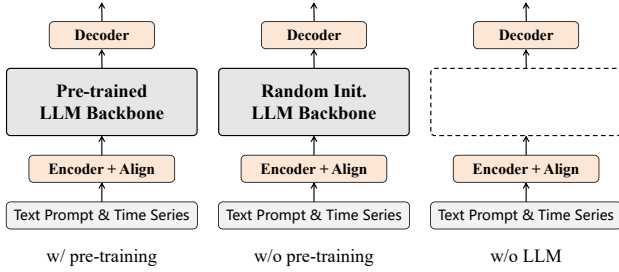 Decoder
Decoder
Decoder
Pre-trained
LLM Backbone
Random Init.
LLM Backbone
Encoder + Align
Encoder + Align
Encoder + Align
Text Prompt & Time Series
Text Prompt & Time Series
Text Prompt & Time Series
w/ pre-training
w/o pre-training
w/o LLM